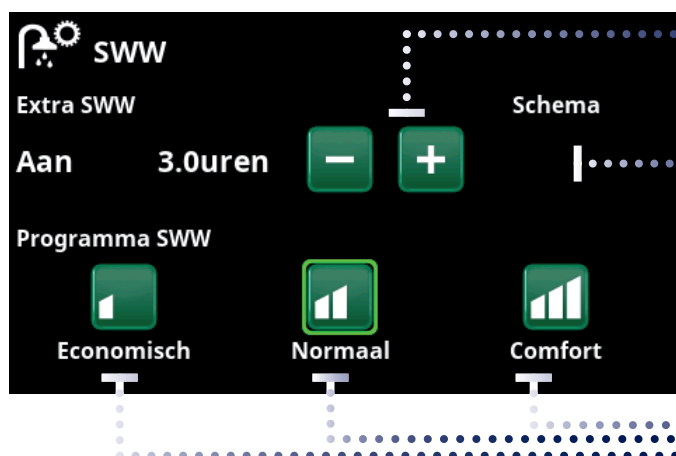 SWW
Extra SWW Schema
Aan 3.0uren − +
Programma SWW
Economisch Normaal Comfort